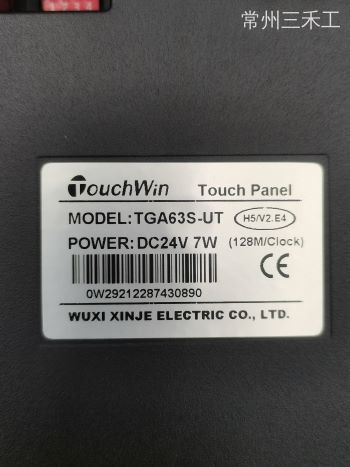 常州三禾工
TouchWin Touch Panel
MODEL: TGA63S-UT H5/V2.E4
POWER: DC24V 7W (128M/Clock)
CE
0W29212287430890
WUXI XINJE ELECTRIC CO., LTD.